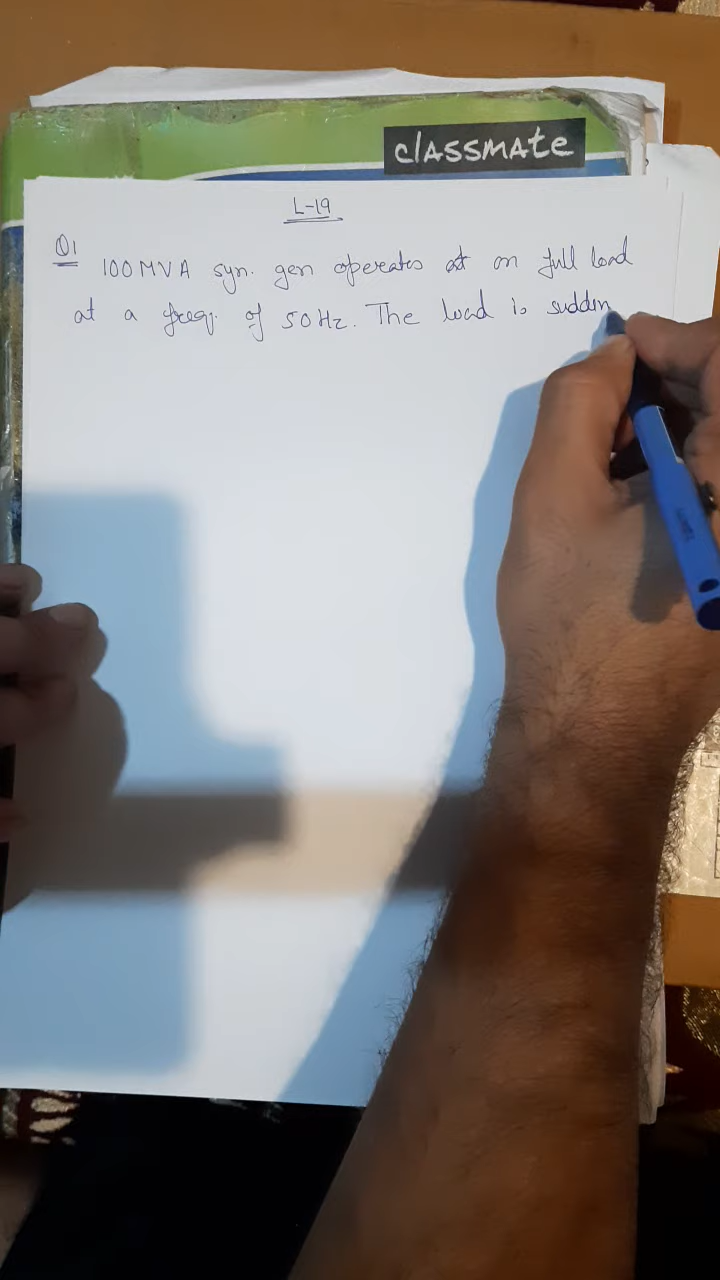 classmate
L-19
Q1
100 MVA syn. gen operates at on full load
at a freq. of 50Hz. The load is sudden